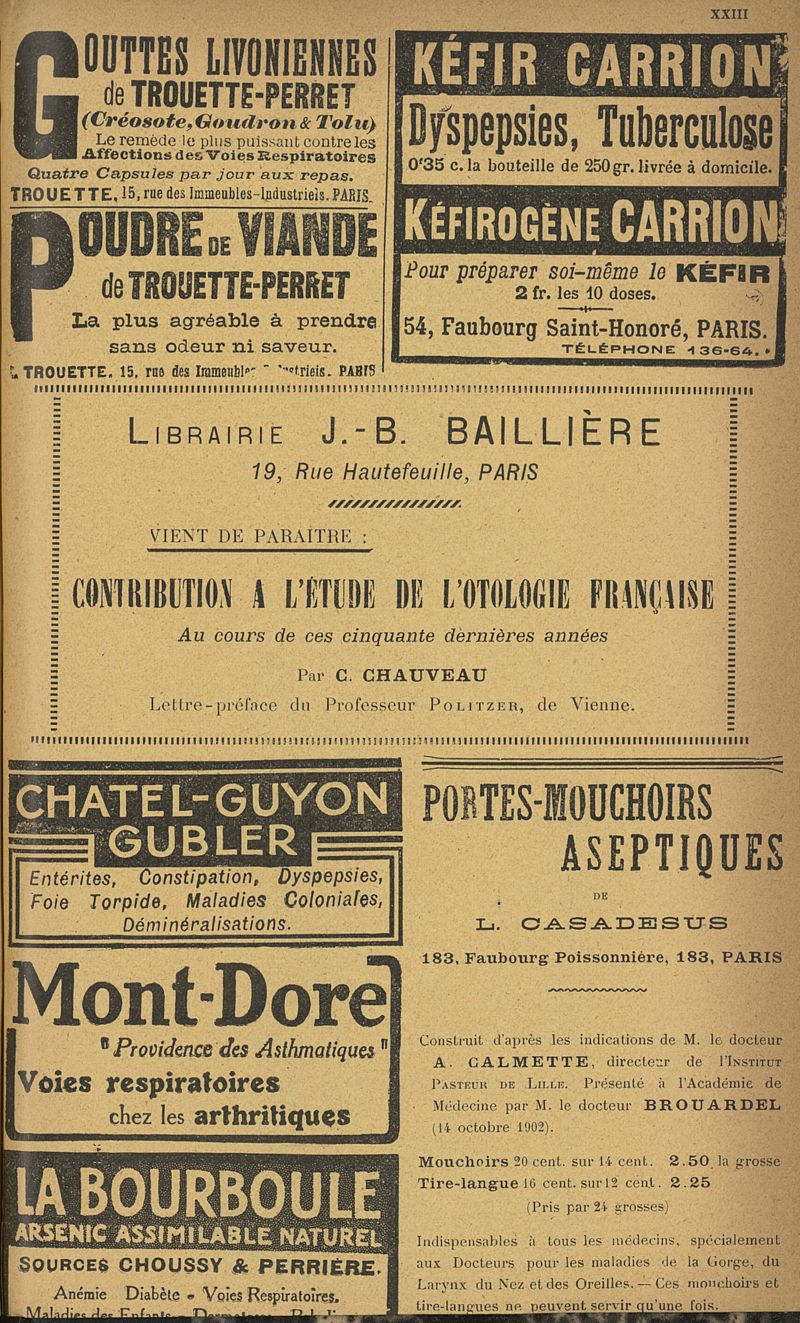 XXIII
GOUTTES LIVONIENNES
de TROUETTE-PERRET
(Créosote, Goudron & Tolu)
Le remède le plus puissant contre les
Affections des Voies Respiratoires
Quatre Capsules par jour aux repas.
TROUETTE, 15, rue des Immeubles-Industriels. PARIS.
POUDRE DE VIANDE
de TROUETTE-PERRET
La plus agréable à prendre
sans odeur ni saveur.
TROUETTE. 15, rue des PARIS
KÉFIR CARRION
Dyspepsies, Tuberculose
0f35 c. la bouteille de 250 gr. livrée à domicile.
KÉFIROGÈNE CARRION
Pour préparer soi-même le KÉFIR
2 fr. les 10 doses.
54, Faubourg Saint-Honoré, PARIS.
TÉLÉPHONE 136-64.
LIBRAIRIE J.-B. BAILLIÈRE
19, Rue Hautefeuille, PARIS
VIENT DE PARAITRE :
CONTRIBUTION A L'ÉTUDE DE L'OTOLOGIE FRANÇAISE
Au cours de ces cinquante dernières années
Par C. CHAUVEAU
Lettre-préface du Professeur POLITZER, de Vienne.
CHATEL-GUYON
GUBLER
Entérites, Constipation, Dyspepsies,
Foie Torpide, Maladies Coloniales,
Déminéralisations.
Mont-Dore
"Providence des Asthmatiques"
Voies respiratoires
chez les arthritiques
LA BOURBOULE
ARSENIC ASSIMILABLE NATUREL
SOURCES CHOUSSY & PERRIÈRE.
Anémie Diabète - Voies Respiratoires.
Maladies des Enfants
PORTES-MOUCHOIRS
ASEPTIQUES
DE
L. CASADESUS
183, Faubourg Poissonnière, 183, PARIS
Construit d'après les indications de M. le docteur
A. CALMETTE, directeur de l'INSTITUT
PASTEUR DE LILLE. Présenté à l'Académie de
Médecine par M. le docteur BROUARDEL
(14 octobre 1902).
Mouchoirs 20 cent. sur 14 cent. 2.50 la grosse
Tire-langue 16 cent. sur 12 cent. 2.25
(Pris par 24 grosses)
Indispensables à tous les médecins, spécialement
aux Docteurs pour les maladies de la Gorge, du
Larynx du Nez et des Oreilles. — Ces mouchoirs et
tire-langues ne peuvent servir qu'une fois.